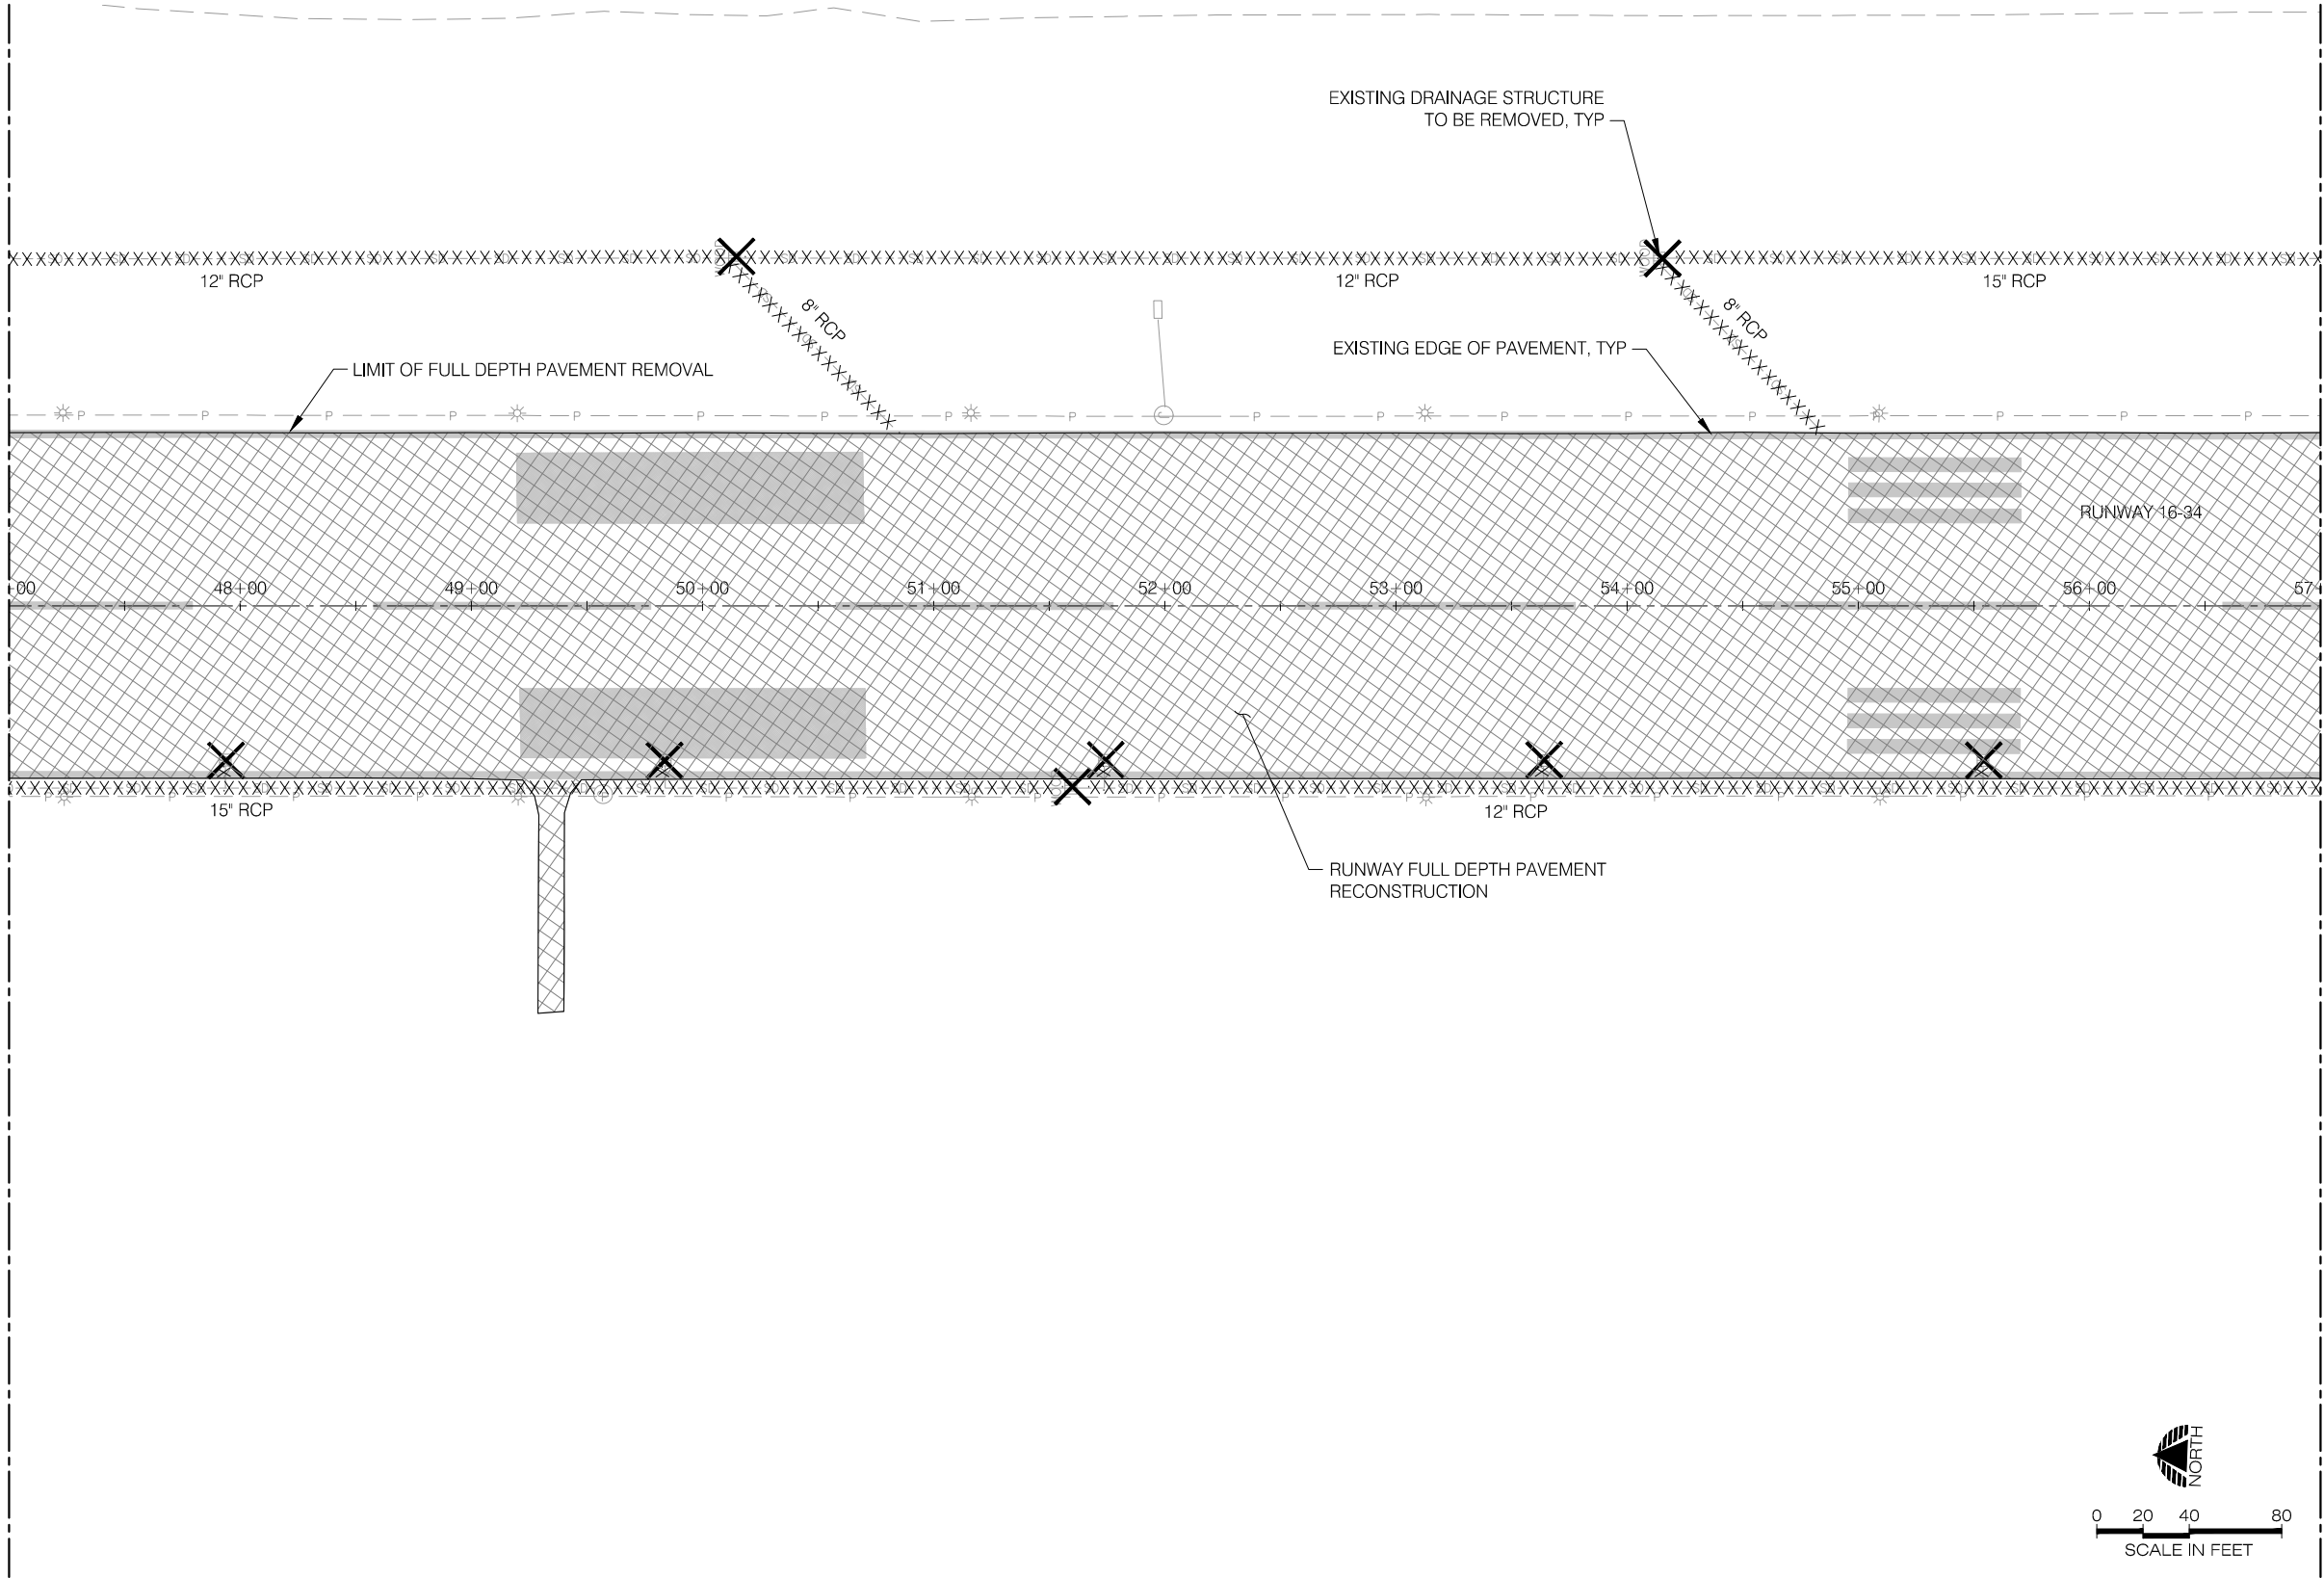 EXISTING DRAINAGE STRUCTURE
TO BE REMOVED, TYP
12" RCP
12" RCP
15" RCP
8" RCP
8" RCP
EXISTING EDGE OF PAVEMENT, TYP
LIMIT OF FULL DEPTH PAVEMENT REMOVAL
P P P P P P P P P P P P P P P P P P
RUNWAY 16-34
00 48+00 49+00 50+00 51+00 52+00 53+00 54+00 55+00 56+00 57
15" RCP
12" RCP
RUNWAY FULL DEPTH PAVEMENT
RECONSTRUCTION
NORTH
0 20 40 80
SCALE IN FEET